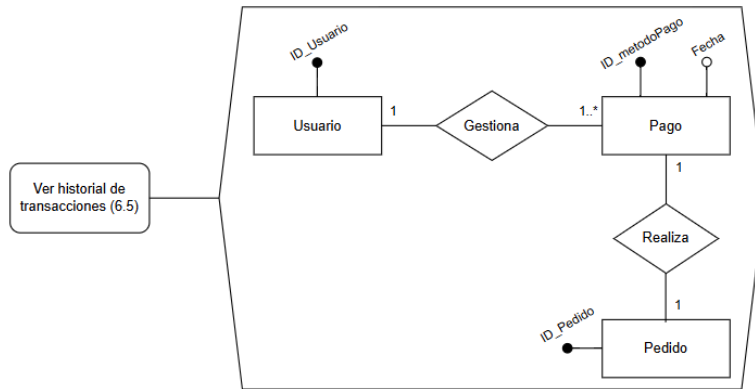 ID_Usuario
ID_metodoPago
Fecha
Usuario
1
Gestiona
1..*
Pago
1
Ver historial de
transacciones (6.5)
Realiza
1
ID_Pedido
Pedido